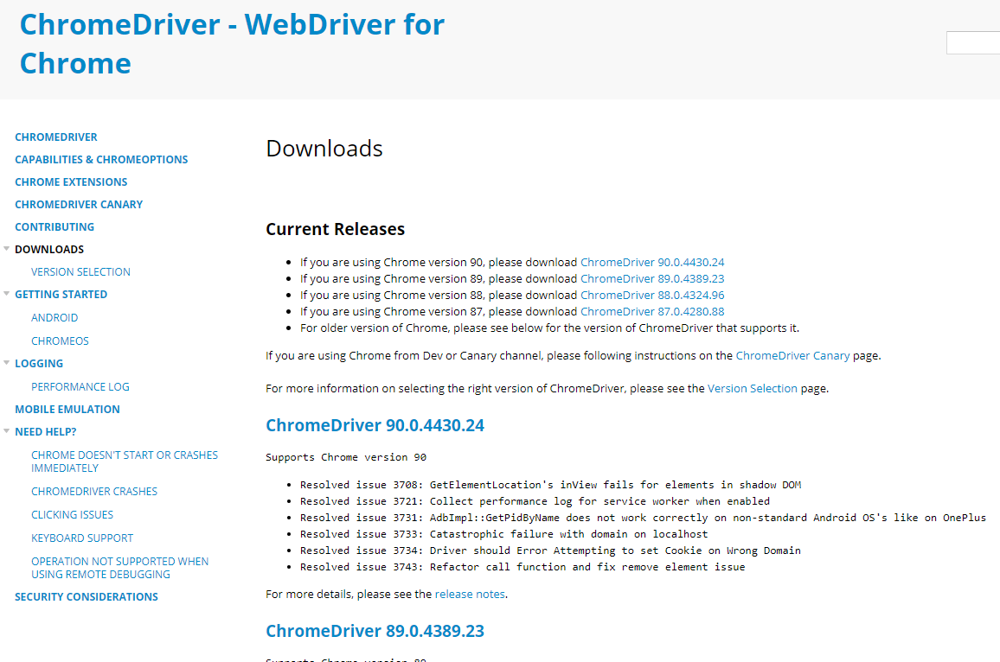 ChromeDriver - WebDriver for
Chrome
CHROMEDRIVER
CAPABILITIES & CHROMEOPTIONS
CHROME EXTENSIONS
CHROMEDRIVER CANARY
CONTRIBUTING
DOWNLOADS
VERSION SELECTION
GETTING STARTED
ANDROID
CHROMEOS
LOGGING
PERFORMANCE LOG
MOBILE EMULATION
NEED HELP?
CHROME DOESN'T START OR CRASHES
IMMEDIATELY
CHROMEDRIVER CRASHES
CLICKING ISSUES
KEYBOARD SUPPORT
OPERATION NOT SUPPORTED WHEN
USING REMOTE DEBUGGING
SECURITY CONSIDERATIONS
Downloads
Current Releases
• If you are using Chrome version 90, please download ChromeDriver 90.0.4430.24
• If you are using Chrome version 89, please download ChromeDriver 89.0.4389.23
• If you are using Chrome version 88, please download ChromeDriver 88.0.4324.96
• If you are using Chrome version 87, please download ChromeDriver 87.0.4280.88
• For older version of Chrome, please see below for the version of ChromeDriver that supports it.
If you are using Chrome from Dev or Canary channel, please following instructions on the ChromeDriver Canary page.
For more information on selecting the right version of ChromeDriver, please see the Version Selection page.
ChromeDriver 90.0.4430.24
Supports Chrome version 90
• Resolved issue 3708: GetElementLocation's inView fails for elements in shadow DOM
• Resolved issue 3721: Collect performance log for service worker when enabled
• Resolved issue 3731: AdbImpl::GetPidByName does not work correctly on non-standard Android OS's like on OnePlus
• Resolved issue 3733: Catastrophic failure with domain on localhost
• Resolved issue 3734: Driver should Error Attempting to set Cookie on Wrong Domain
• Resolved issue 3743: Refactor call function and fix remove element issue
For more details, please see the release notes.
ChromeDriver 89.0.4389.23
Supports Chrome version 89